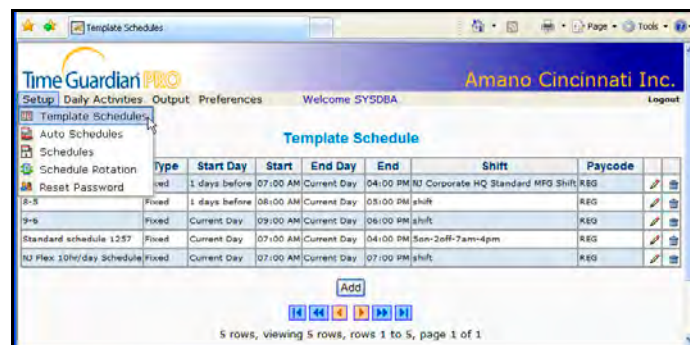 Template Schedules
Page
Tools
Time Guardian PRO
Amano Cincinnati Inc.
Setup Daily Activities Output Preferences Welcome SYSDBA Logout
Template Schedules
Auto Schedules
Schedules
Schedule Rotation
Reset Password
Template Schedule
Type Start Day Start End Day End Shift Paycode
1 days before 07:00 AM Current Day 04:00 PM NJ Corporate HQ Standard MFG Shift REG
8-5 Fixed 1 days before 08:00 AM Current Day 05:00 PM shift REG
9-6 Fixed Current Day 09:00 AM Current Day 06:00 PM shift REG
Standard schedule 1257 Fixed Current Day 07:00 AM Current Day 04:00 PM 5on-2off-7am-4pm REG
NJ Flex 10hr/day Schedule Fixed Current Day 07:00 AM Current Day 07:00 PM shift REG
Add
5 rows, viewing 5 rows, rows 1 to 5, page 1 of 1